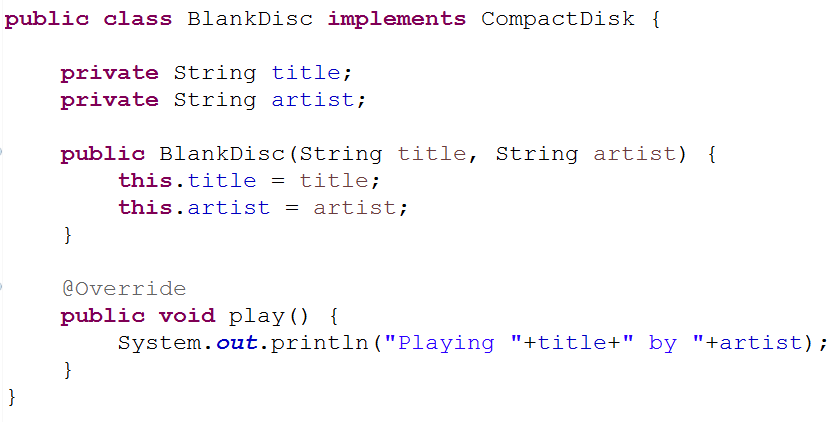 public class BlankDisc implements CompactDisk {
private String title;
private String artist;
public BlankDisc(String title, String artist) {
this.title = title;
this.artist = artist;
}
@Override
public void play() {
System.out.println("Playing "+title+" by "+artist);
}
}